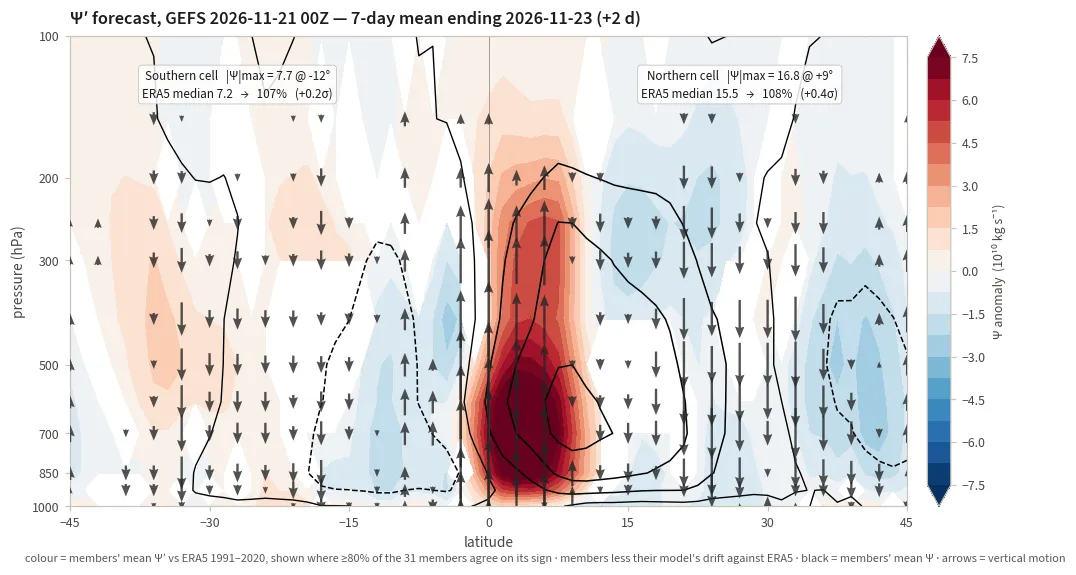 Ψ′ forecast, GEFS 2026-11-21 00Z — 7-day mean ending 2026-11-23 (+2 d)
Southern cell |Ψ|max = 7.7 @ -12°
ERA5 median 7.2 → 107% (+0.2σ)
Northern cell |Ψ|max = 16.8 @ +9°
ERA5 median 15.5 → 108% (+0.4σ)
pressure (hPa)
100
200
300
400
500
700
850
1000
−45
−30
−15
0
15
30
45
latitude
7.5
6.0
4.5
3.0
1.5
0.0
−1.5
−3.0
−4.5
−6.0
−7.5
Ψ anomaly (10¹⁰ kg s⁻¹)
colour = members' mean Ψ′ vs ERA5 1991–2020, shown where ≥80% of the 31 members agree on its sign · members less their model's drift against ERA5 · black = members' mean Ψ · arrows = vertical motion